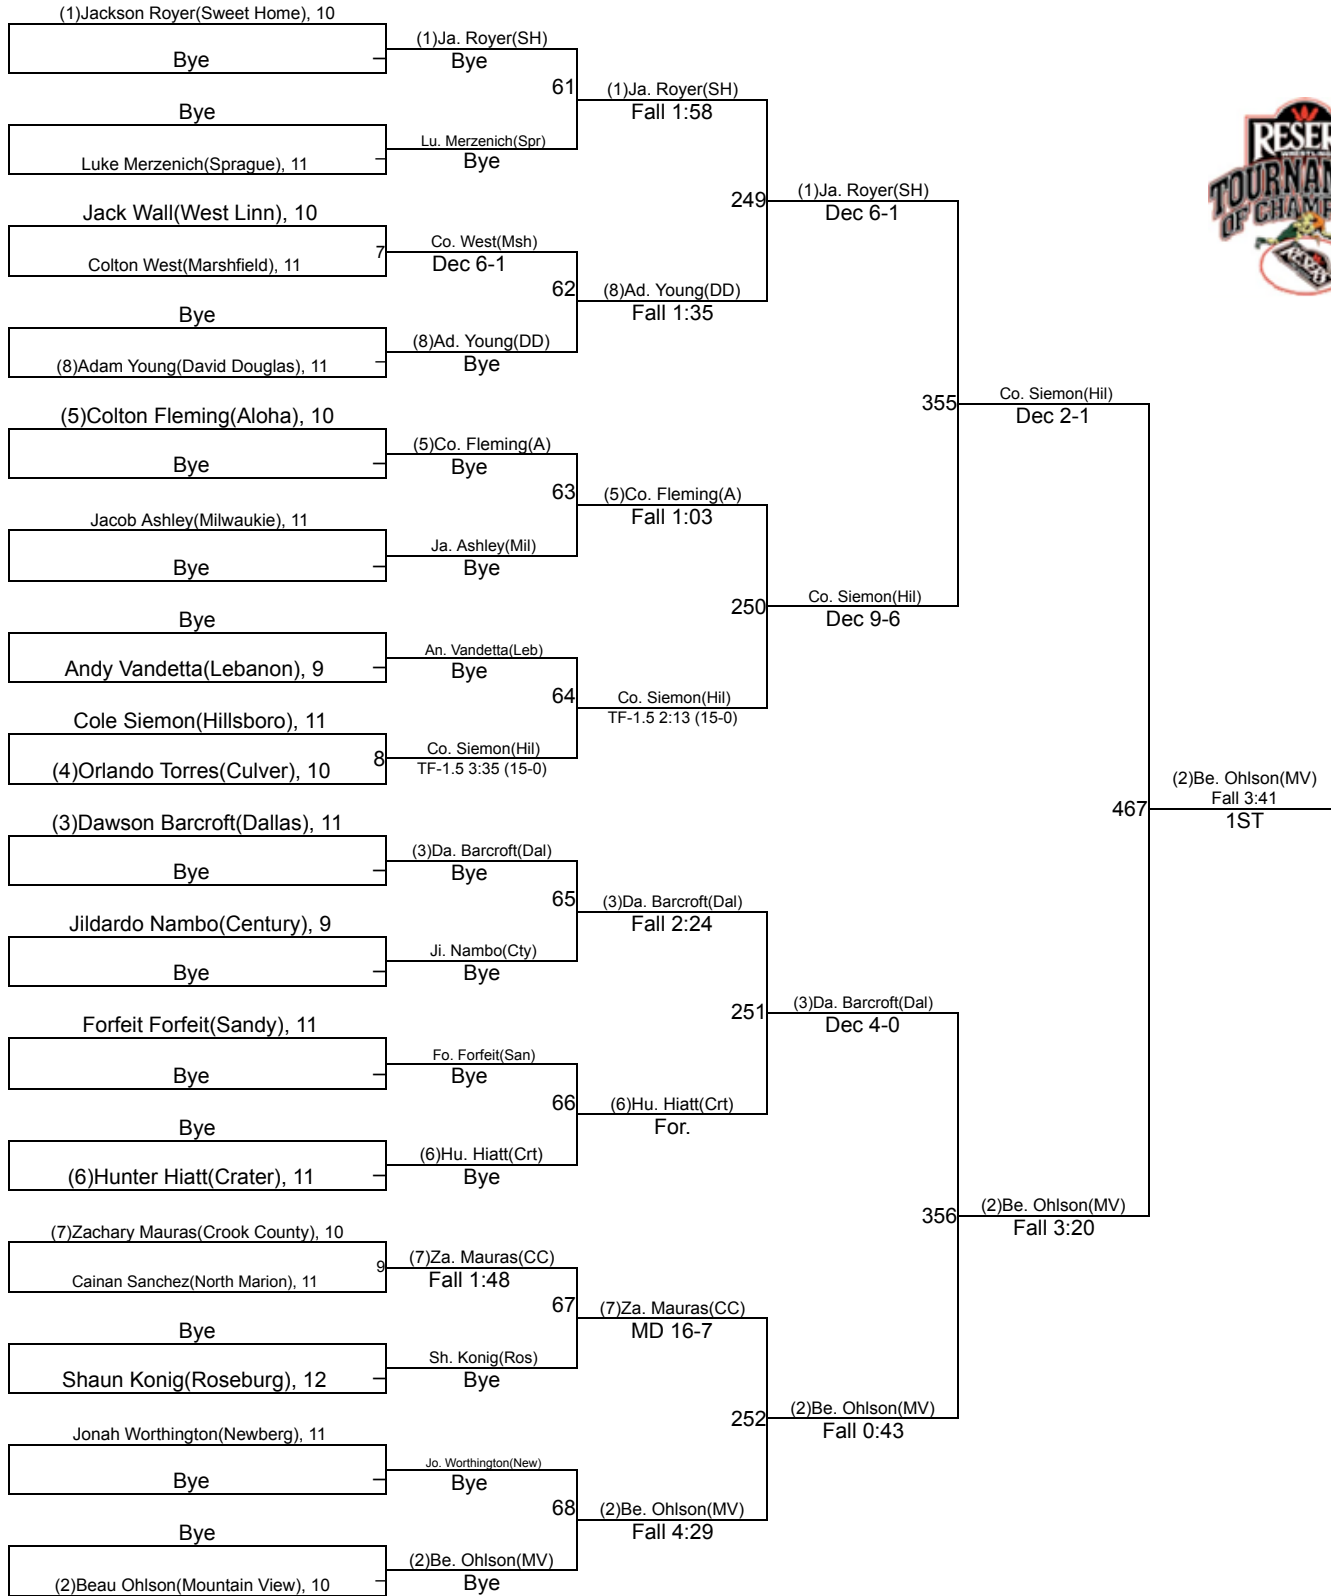 (1)Jackson Royer(Sweet Home), 10
Bye
Bye
Luke Merzenich(Sprague), 11
Jack Wall(West Linn), 10
7
Colton West(Marshfield), 11
Bye
(8)Adam Young(David Douglas), 11
(5)Colton Fleming(Aloha), 10
Bye
Jacob Ashley(Milwaukie), 11
Bye
Bye
Andy Vandetta(Lebanon), 9
Cole Siemon(Hillsboro), 11
8
(4)Orlando Torres(Culver), 10
(3)Dawson Barcroft(Dallas), 11
Bye
Jildardo Nambo(Century), 9
Bye
Forfeit Forfeit(Sandy), 11
Bye
Bye
(6)Hunter Hiatt(Crater), 11
(7)Zachary Mauras(Crook County), 10
9
Cainan Sanchez(North Marion), 11
Bye
Shaun Konig(Roseburg), 12
Jonah Worthington(Newberg), 11
Bye
Bye
(2)Beau Ohlson(Mountain View), 10
(1)Ja. Royer(SH)
Bye
61
Lu. Merzenich(Spr)
Bye
Co. West(Msh)
Dec 6-1
62
(8)Ad. Young(DD)
Bye
(5)Co. Fleming(A)
Bye
63
Ja. Ashley(Mil)
Bye
An. Vandetta(Leb)
Bye
64
Co. Siemon(Hil)
TF-1.5 3:35 (15-0)
(3)Da. Barcroft(Dal)
Bye
65
Ji. Nambo(Cty)
Bye
Fo. Forfeit(San)
Bye
66
(6)Hu. Hiatt(Crt)
Bye
(7)Za. Mauras(CC)
Fall 1:48
67
Sh. Konig(Ros)
Bye
Jo. Worthington(New)
Bye
68
(2)Be. Ohlson(MV)
Bye
(1)Ja. Royer(SH)
Fall 1:58
249
(8)Ad. Young(DD)
Fall 1:35
(5)Co. Fleming(A)
Fall 1:03
250
Co. Siemon(Hil)
TF-1.5 2:13 (15-0)
(3)Da. Barcroft(Dal)
Fall 2:24
251
(6)Hu. Hiatt(Crt)
For.
(7)Za. Mauras(CC)
MD 16-7
252
(2)Be. Ohlson(MV)
Fall 4:29
(1)Ja. Royer(SH)
Dec 6-1
355
Co. Siemon(Hil)
Dec 9-6
(3)Da. Barcroft(Dal)
Dec 4-0
356
(2)Be. Ohlson(MV)
Fall 0:43
Co. Siemon(Hil)
Dec 2-1
467
(2)Be. Ohlson(MV)
Fall 3:20
(2)Be. Ohlson(MV)
Fall 3:41
1ST
RESER
TOURNAM
OF CHAMP